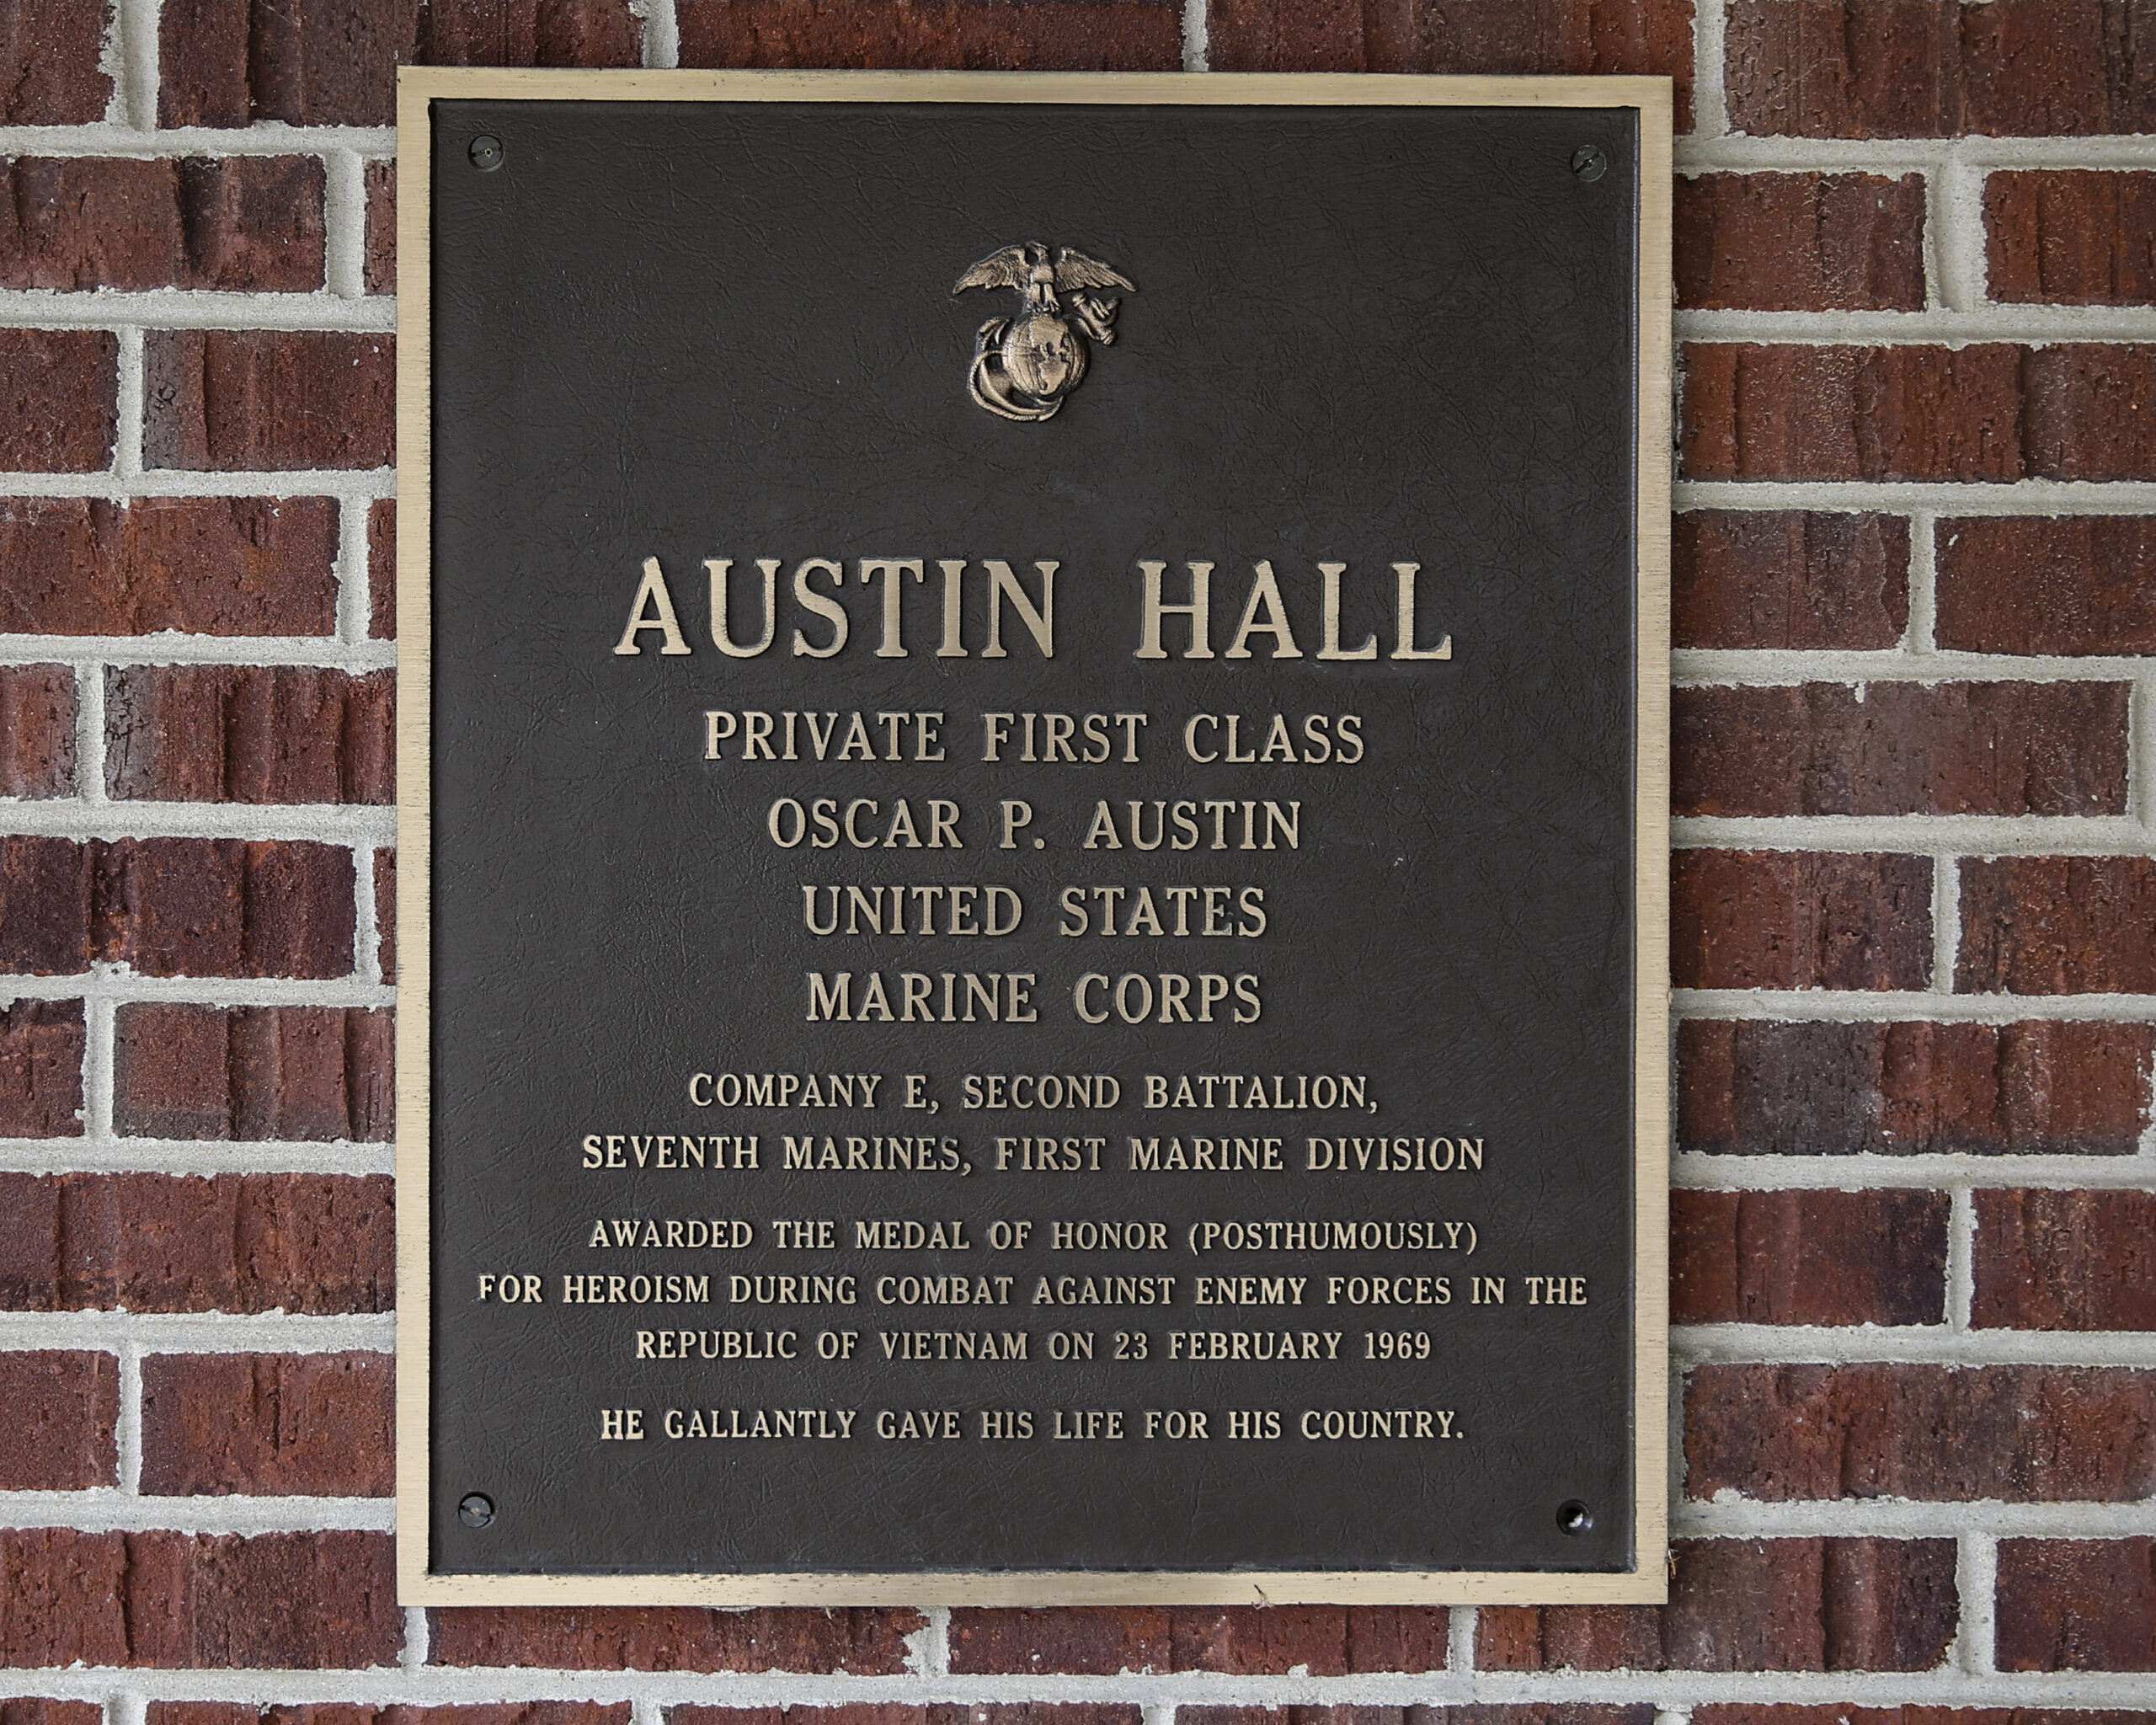 AUSTIN HALL
PRIVATE FIRST CLASS
OSCAR P. AUSTIN
UNITED STATES
MARINE CORPS
COMPANY E, SECOND BATTALION,
SEVENTH MARINES, FIRST MARINE DIVISION
AWARDED THE MEDAL OF HONOR (POSTHUMOUSLY)
FOR HEROISM DURING COMBAT AGAINST ENEMY FORCES IN THE
REPUBLIC OF VIETNAM ON 23 FEBRUARY 1969
HE GALLANTLY GAVE HIS LIFE FOR HIS COUNTRY.